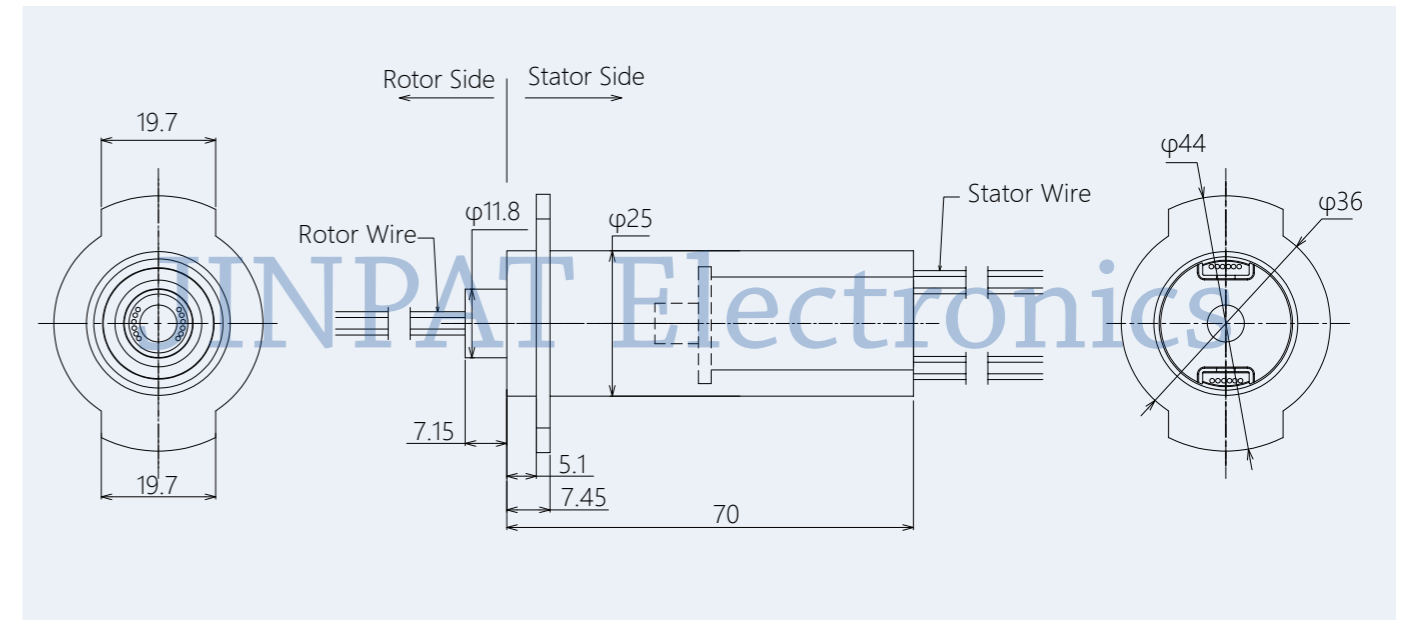 Rotor Side
Stator Side
19.7
φ44
Stator Wire
φ36
φ11.8
φ25
Rotor Wire
JINPAT Electronics
7.15
5.1
19.7
7.45
70